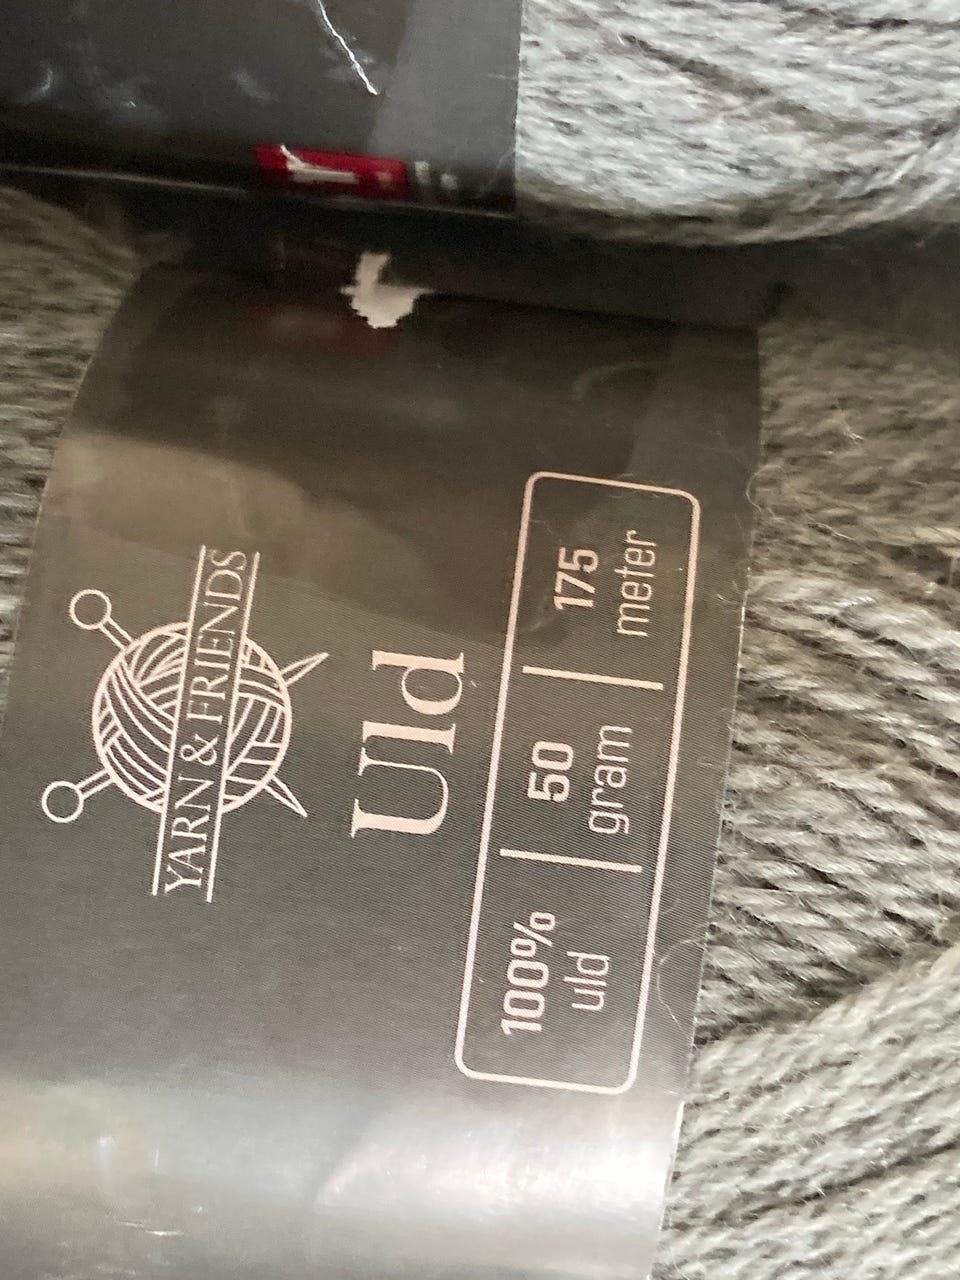 YARN & FRIENDS
Uld
100% uld
50 gram
175 meter